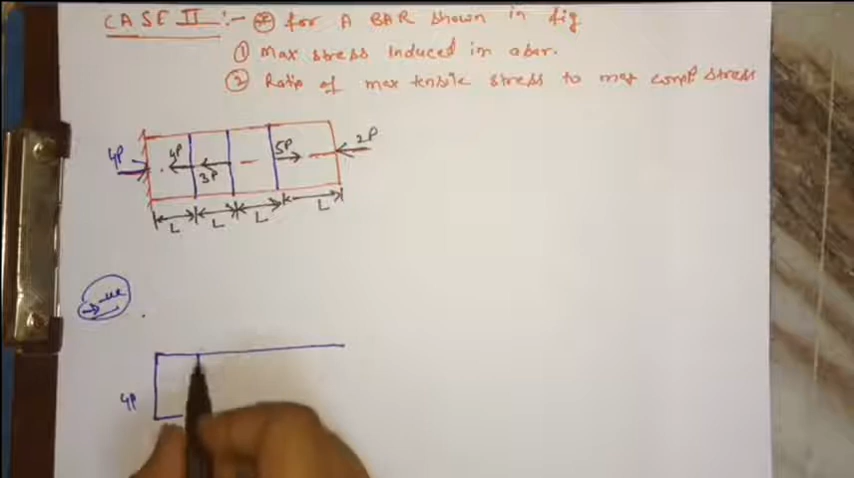 CASE II :- for A BAR shown in fig
① Max stress induced in a bar.
② Ratio of max tensile stress to max comp stress
4P 4P 3P 5P 2P
L L L L
→ -ve
4P